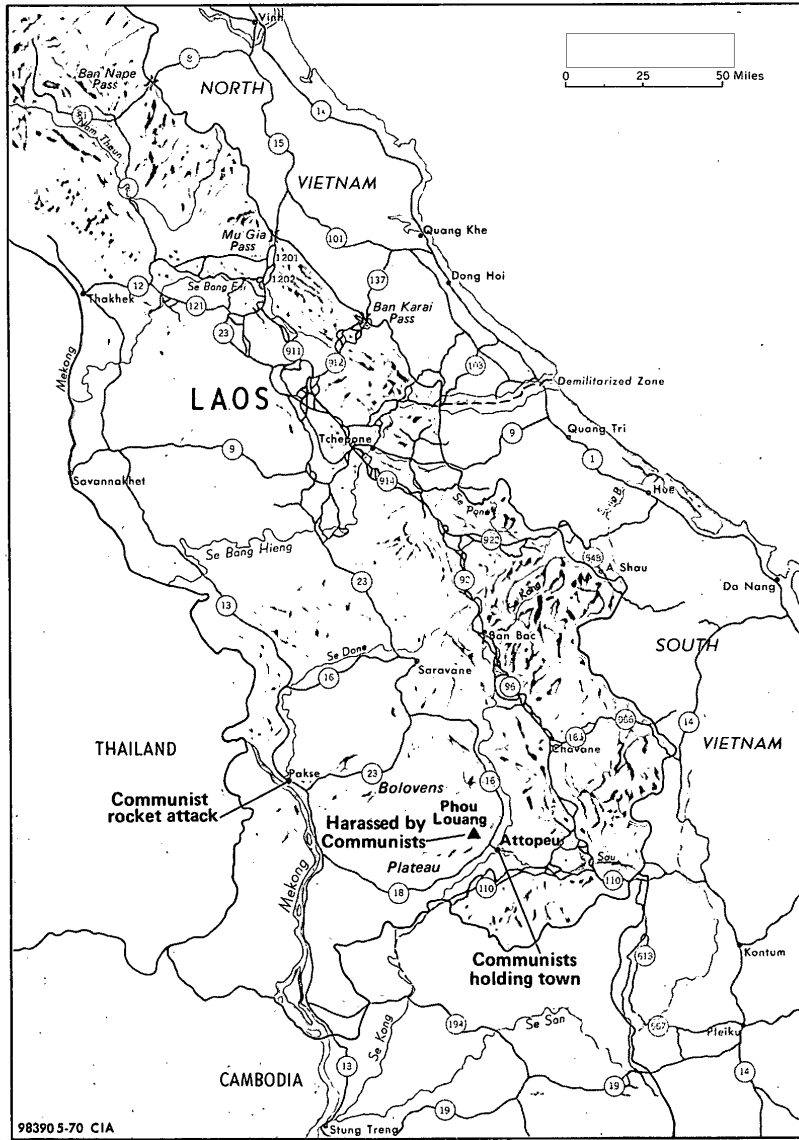 Vinh
8
Ban Nape
Pass
NORTH
0 25 50 Miles
81
Nam Theun
14
15
8
VIETNAM
Mu Gia
Pass
101
Quang Khe
1201
1202
137
Dong Hoi
12
Se Bang Fai
Thakhek
121
Ban Karai
Pass
23
911
912
103
Mekong
LAOS
Demilitarized Zone
Tchepone
9
9
Quang Tri
1
Savannakhet
914
Hue
Se Pone
922
Se Bang Hieng
548
A Shau
23
92
Da Nang
13
Se Kong
Ban Bac
SOUTH
Se Done
Saravane
16
96
966
14
165
THAILAND
Chavane
VIETNAM
Pakse
23
Bolovens
16
Communist
rocket attack
Phou
Louang
Harassed by
Communists
Attopeu
Plateau
Sou
18
110
110
Mekong
Communists
holding town
613
Kontum
194
Se San
567
Pleiku
Se Kong
13
CAMBODIA
19
14
19
Stung Treng
98390 5-70 CIA